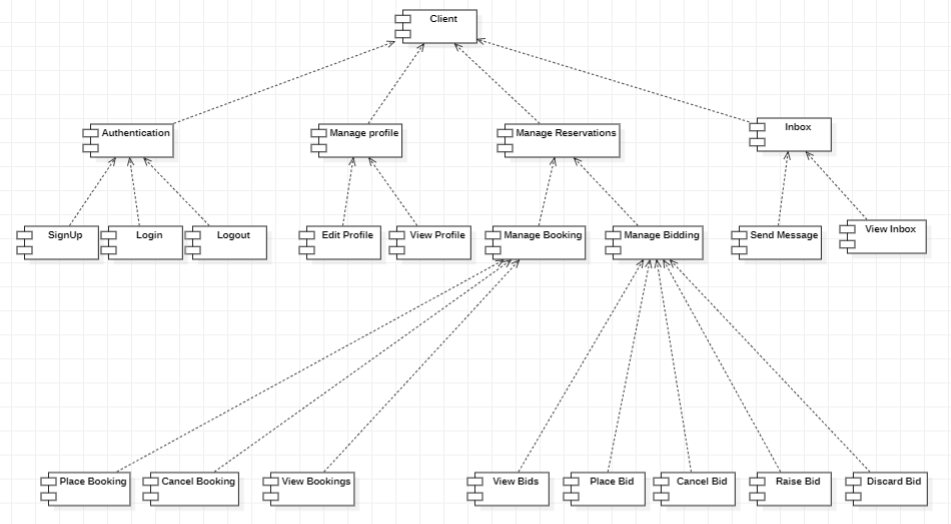 Client
Authentication
Manage profile
Manage Reservations
Inbox
SignUp
Login
Logout
Edit Profile
View Profile
Manage Booking
Manage Bidding
Send Message
View Inbox
Place Booking
Cancel Booking
View Bookings
View Bids
Place Bid
Cancel Bid
Raise Bid
Discard Bid